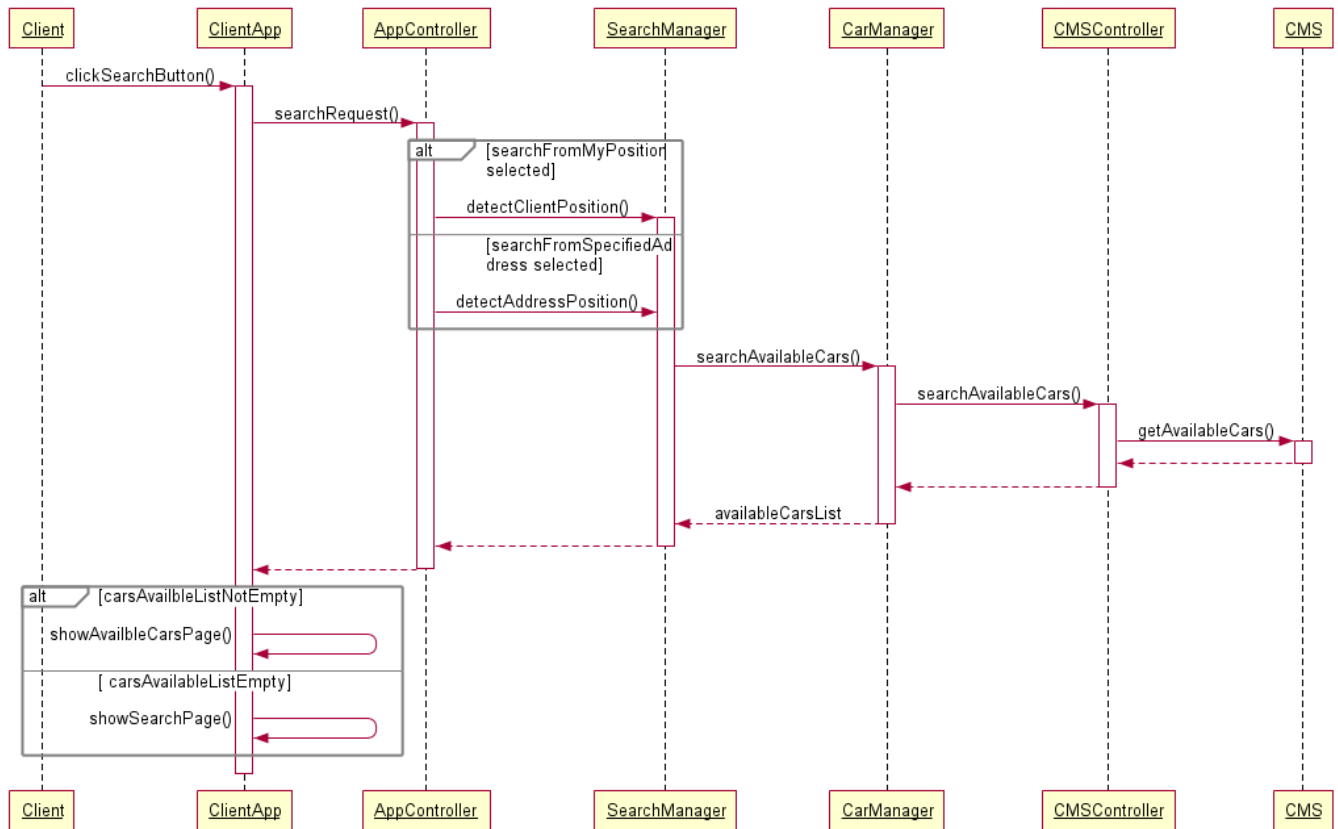 Client
ClientApp
AppController
SearchManager
CarManager
CMSController
CMS
clickSearchButton()
searchRequest()
alt
[searchFromMyPosition
selected]
detectClientPosition()
[searchFromSpecifiedAd
dress selected]
detectAddressPosition()
searchAvailableCars()
searchAvailableCars()
getAvailableCars()
availableCarsList
alt
[carsAvailbleListNotEmpty]
showAvailbleCarsPage()
[ carsAvailableListEmpty]
showSearchPage()
Client
ClientApp
AppController
SearchManager
CarManager
CMSController
CMS